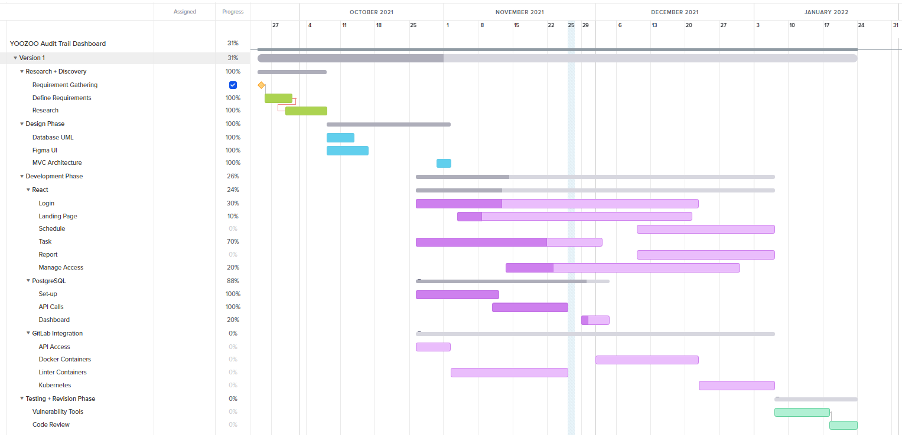 Assigned Progress OCTOBER 2021 NOVEMBER 2021 DECEMBER 2021 JANUARY 2022
27 4 11 18 25 1 8 15 22 25 29 6 13 20 27 3 10 17 24 31
YOOZOO Audit Trail Dashboard 31%
Version 1 31%
Research + Discovery 100%
Requirement Gathering
Define Requirements 100%
Research 100%
Design Phase 100%
Database UML 100%
Figma UI 100%
MVC Architecture 100%
Development Phase 26%
React 24%
Login 30%
Landing Page 10%
Schedule 0%
Task 70%
Report 0%
Manage Access 20%
PostgreSQL 88%
Set-up 100%
API Calls 100%
Dashboard 20%
GitLab Integration 0%
API Access 0%
Docker Containers 0%
Linter Containers 0%
Kubernetes 0%
Testing + Revision Phase 0%
Vulnerability Tools 0%
Code Review 0%